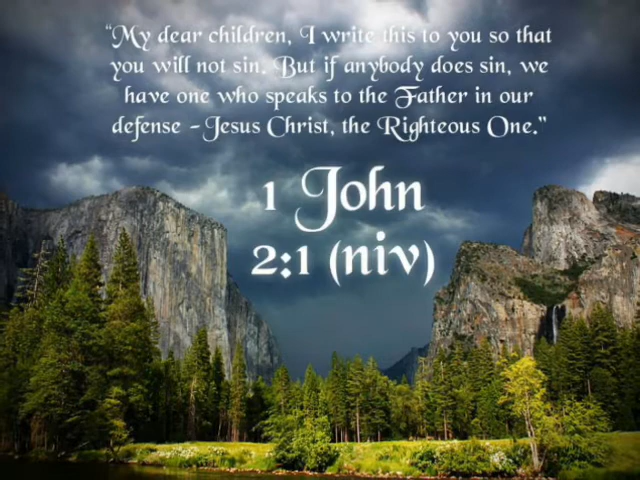 “My dear children, I write this to you so that
you will not sin. But if anybody does sin, we
have one who speaks to the Father in our
defense -Jesus Christ, the Righteous One.”
1 John
2:1 (niv)